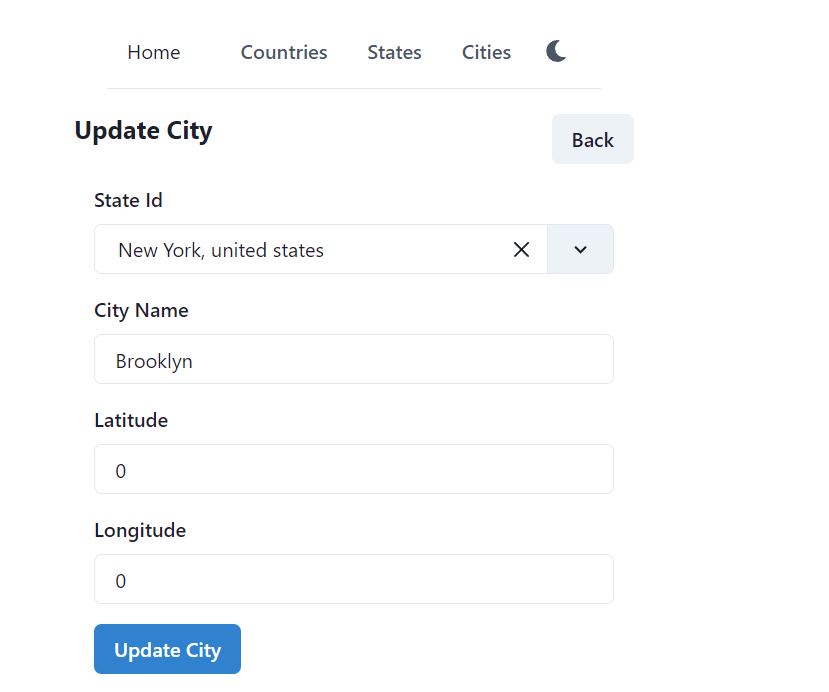 Home Countries States Cities
Update City
Back
State Id
New York, united states
City Name
Brooklyn
Latitude
0
Longitude
0
Update City